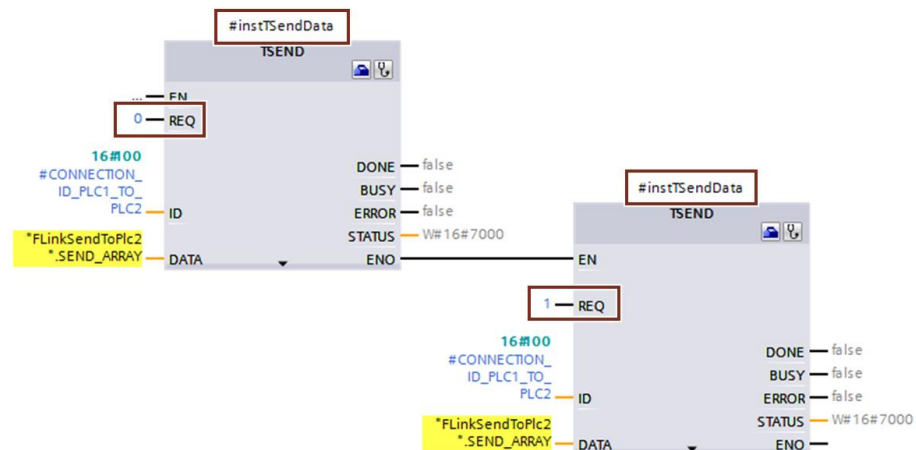 #instTSendData
TSEND
... EN
0 REQ
16#100
#CONNECTION_
ID_PLC1_TO_
PLC2 ID
"FLinkSendToPlc2
".SEND_ARRAY DATA
DONE false
BUSY false
ERROR false
STATUS W#16#7000
ENO
#instTSendData
TSEND
EN
1 REQ
16#100
#CONNECTION_
ID_PLC1_TO_
PLC2 ID
"FLinkSendToPlc2
".SEND_ARRAY DATA
DONE false
BUSY false
ERROR false
STATUS W#16#7000
ENO